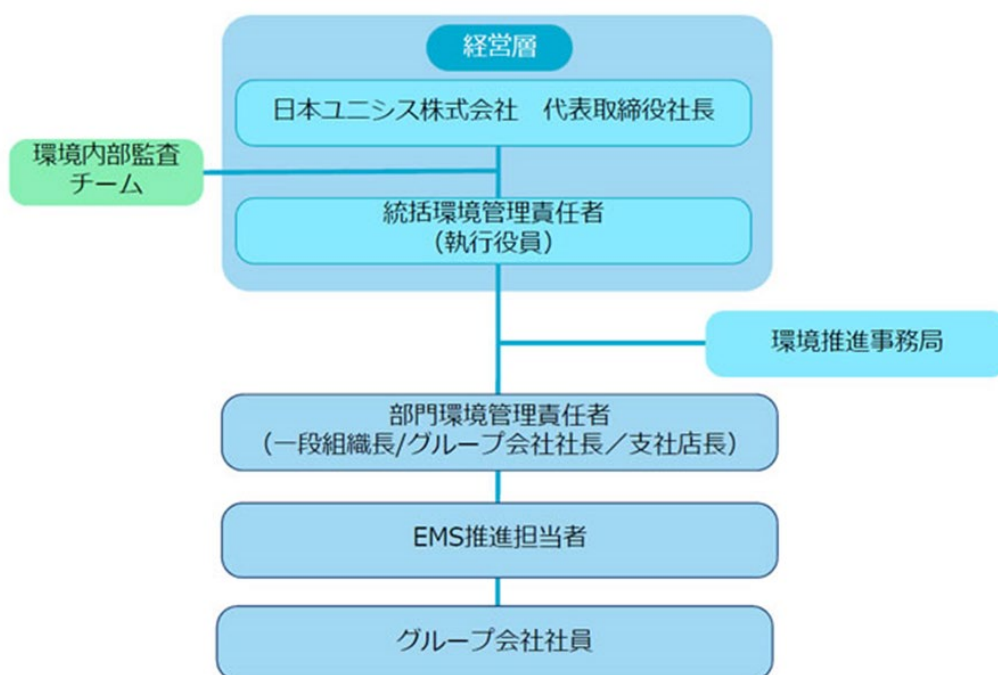 経営層
日本ユニシス株式会社　代表取締役社長
環境内部監査
チーム
統括環境管理責任者
(執行役員)
環境推進事務局
部門環境管理責任者
(一段組織長/グループ会社社長／支社店長)
EMS推進担当者
グループ会社社員